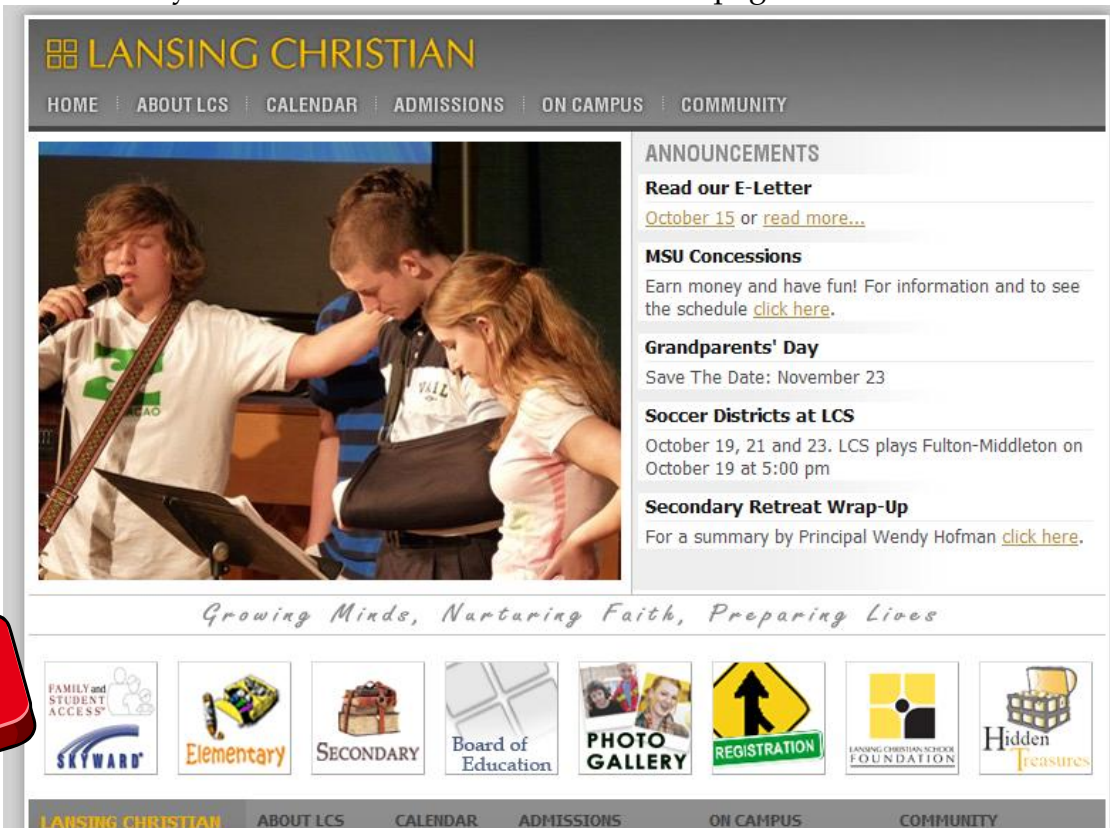 LANSING CHRISTIAN
HOME ABOUT LCS CALENDAR ADMISSIONS ON CAMPUS COMMUNITY
ANNOUNCEMENTS
Read our E-Letter
October 15 or read more...
MSU Concessions
Earn money and have fun! For information and to see
the schedule click here.
Grandparents' Day
Save The Date: November 23
Soccer Districts at LCS
October 19, 21 and 23. LCS plays Fulton-Middleton on
October 19 at 5:00 pm
Secondary Retreat Wrap-Up
For a summary by Principal Wendy Hofman click here.
VAIL
Growing Minds, Nurturing Faith, Preparing Lives
FAMILY and
STUDENT
ACCESS
SKYWARD
Elementary
SECONDARY
Board of
Education
PHOTO
GALLERY
REGISTRATION
LANSING CHRISTIAN SCHOOL
FOUNDATION
Hidden
Treasures
LANSING CHRISTIAN ABOUT LCS CALENDAR ADMISSIONS ON CAMPUS COMMUNITY